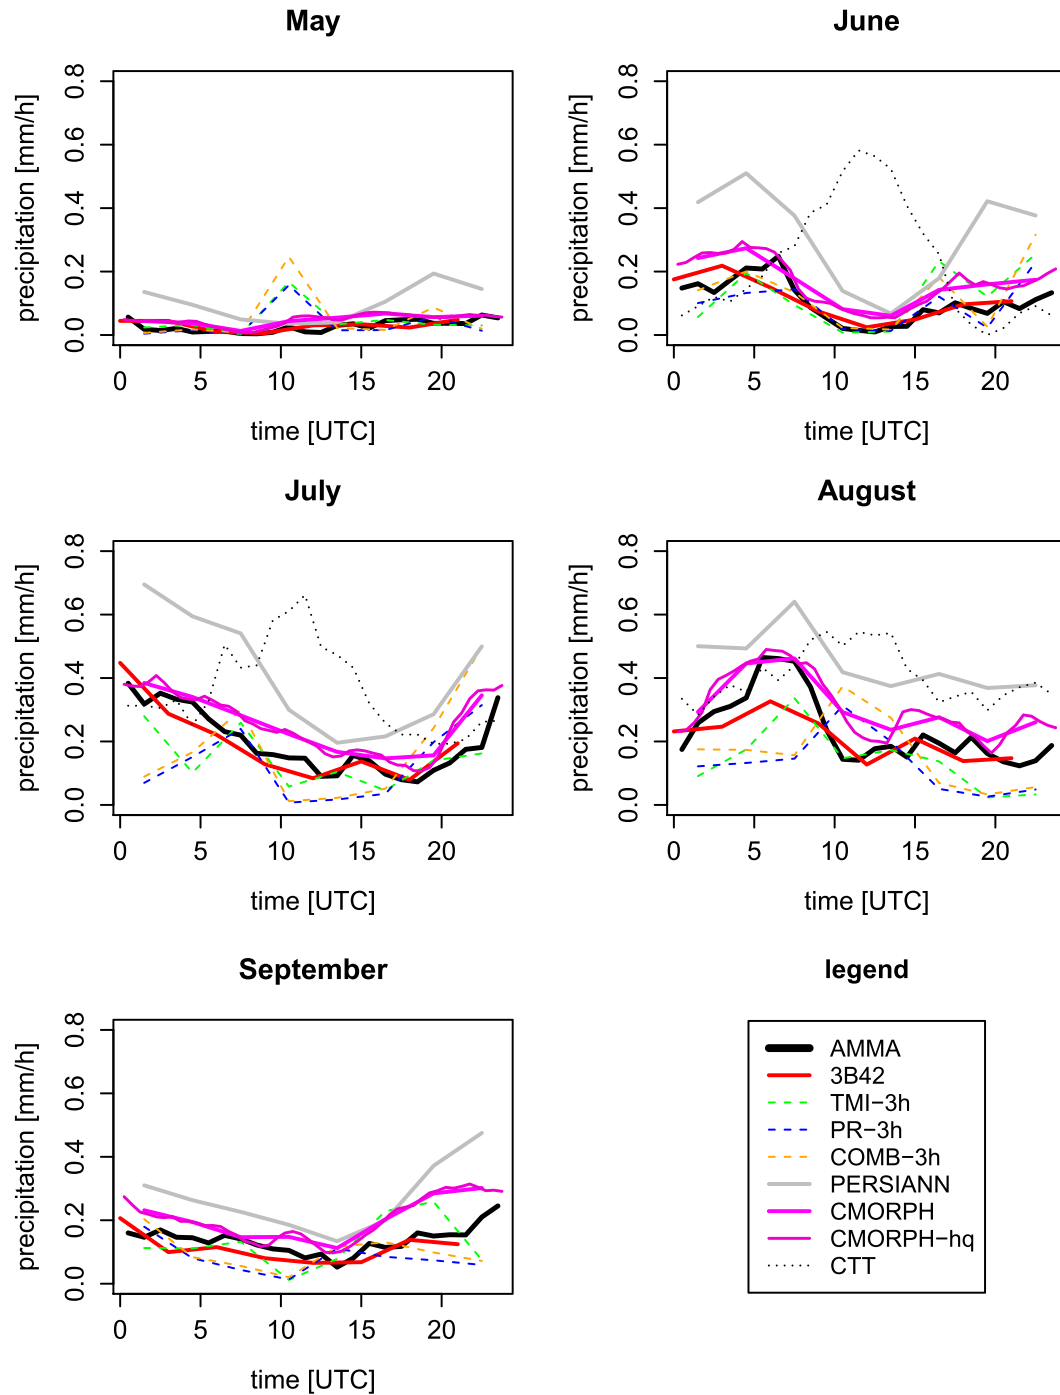 May
precipitation [mm/h]
0.0 0.2 0.4 0.6 0.8
0 5 10 15 20
time [UTC]
June
precipitation [mm/h]
0.0 0.2 0.4 0.6 0.8
0 5 10 15 20
time [UTC]
July
precipitation [mm/h]
0.0 0.2 0.4 0.6 0.8
0 5 10 15 20
time [UTC]
August
precipitation [mm/h]
0.0 0.2 0.4 0.6 0.8
0 5 10 15 20
time [UTC]
September
precipitation [mm/h]
0.0 0.2 0.4 0.6 0.8
0 5 10 15 20
time [UTC]
legend
AMMA
3B42
TMI−3h
PR−3h
COMB−3h
PERSIANN
CMORPH
CMORPH−hq
CTT